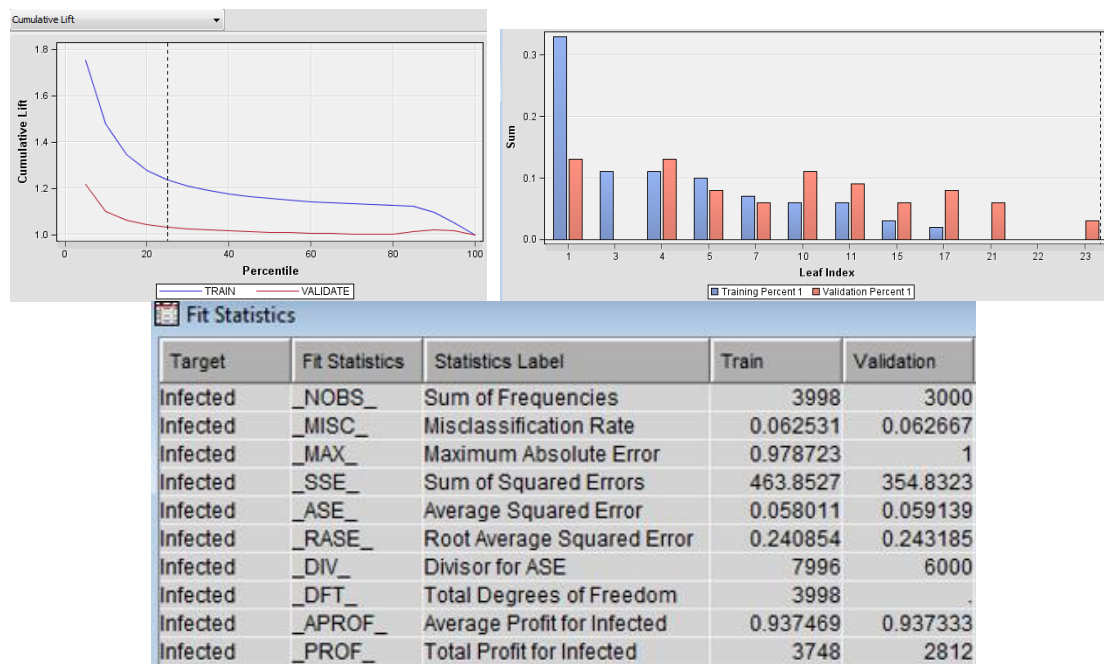 Cumulative Lift
1.8
1.6
1.4
1.2
1.0
Cumulative Lift
0 20 40 60 80 100
Percentile
TRAIN VALIDATE
0.3
0.2
0.1
0.0
Sum
1 3 4 5 7 10 11 15 17 21 22 23
Leaf Index
Training Percent 1 Validation Percent 1
Fit Statistics
Target Fit Statistics Statistics Label Train Validation
Infected _NOBS_ Sum of Frequencies 3998 3000
Infected _MISC_ Misclassification Rate 0.062531 0.062667
Infected _MAX_ Maximum Absolute Error 0.978723 1
Infected _SSE_ Sum of Squared Errors 463.8527 354.8323
Infected _ASE_ Average Squared Error 0.058011 0.059139
Infected _RASE_ Root Average Squared Error 0.240854 0.243185
Infected _DIV_ Divisor for ASE 7996 6000
Infected _DFT_ Total Degrees of Freedom 3998 .
Infected _APROF_ Average Profit for Infected 0.937469 0.937333
Infected _PROF_ Total Profit for Infected 3748 2812